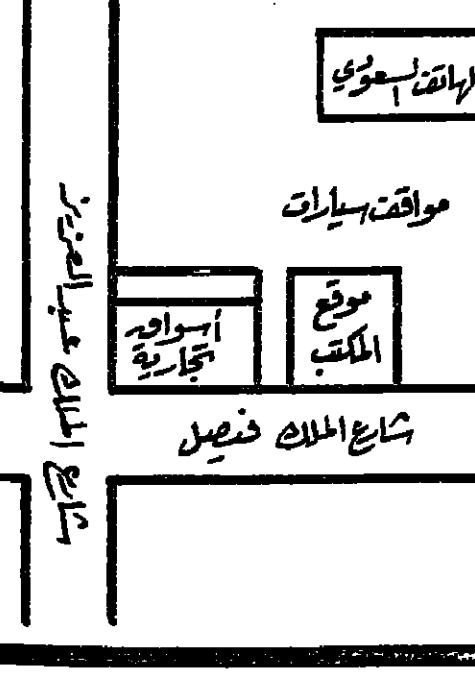 الهاتف السعودي
مواقف سيارات
موقع
المكتب
أسواق
تجارية
شارع الملك فيصل
شارع الملك عبد العزيز